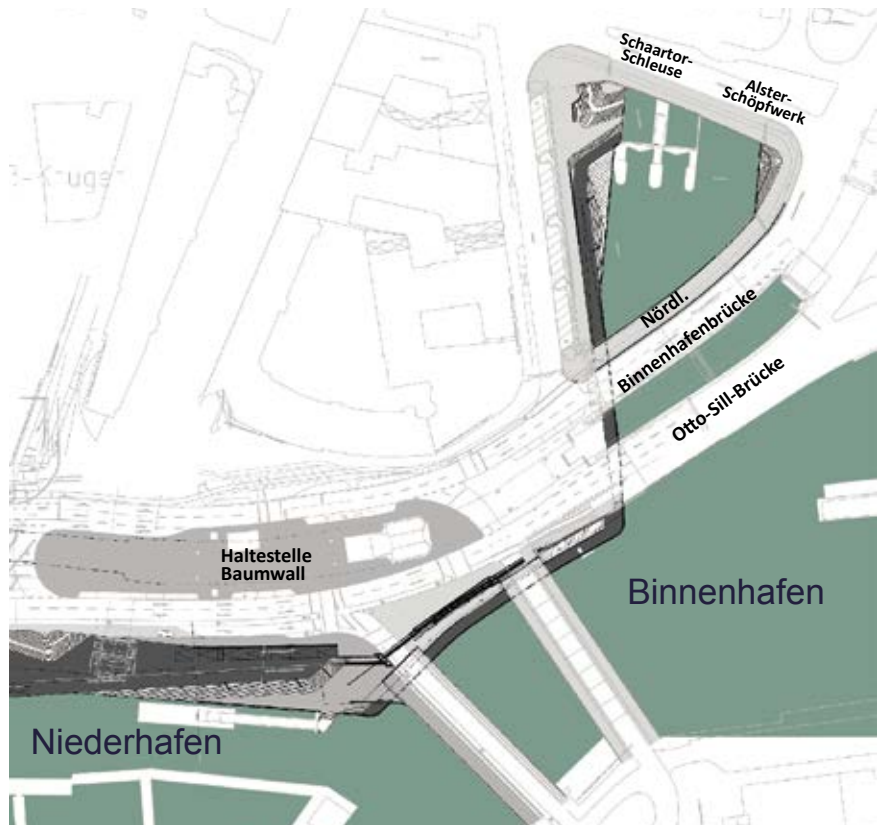 Schaartor-
Schleuse
Alster-
Schöpfwerk
Nördl.
Binnenhafenbrücke
Otto-Sill-Brücke
Haltestelle
Baumwall
Binnenhafen
Niederhafen